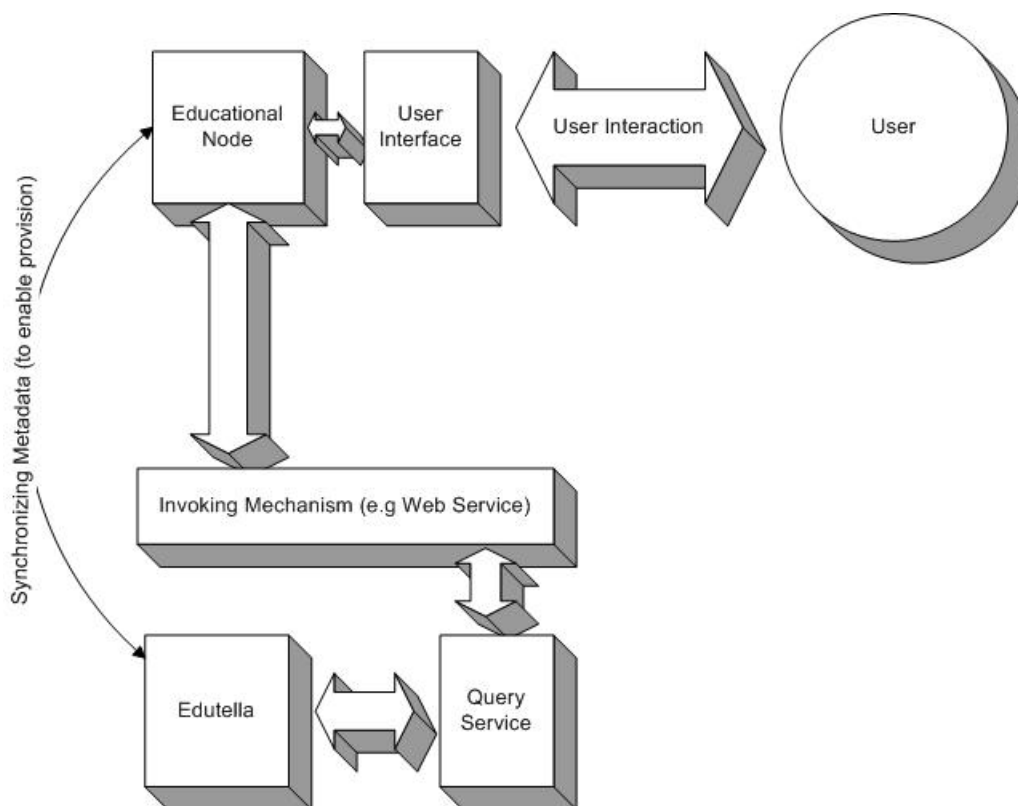 Educational
Node
User
Interface
User Interaction
User
Synchronizing Metadata (to enable provision)
Invoking Mechanism (e.g Web Service)
Edutella
Query
Service